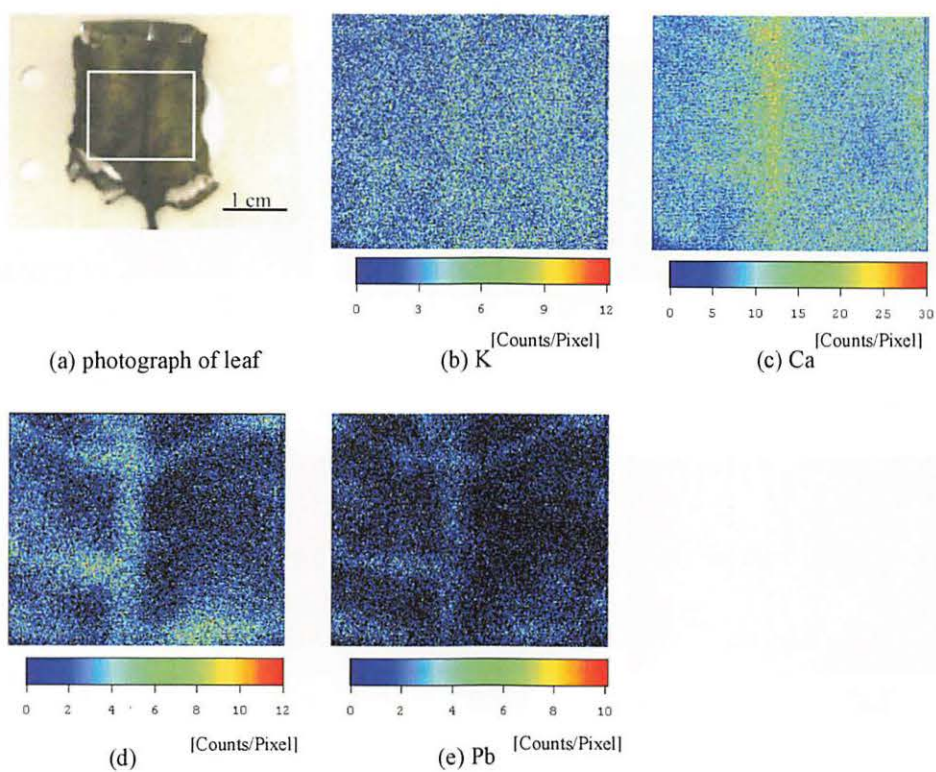 1 cm
0 3 6 9 12
[Counts/Pixel]
0 5 10 15 20 25 30
[Counts/Pixel]
(a) photograph of leaf
(b) K
(c) Ca
0 2 4 6 8 10 12
[Counts/Pixel]
(d)
0 2 4 6 8 10
[Counts/Pixel]
(e) Pb